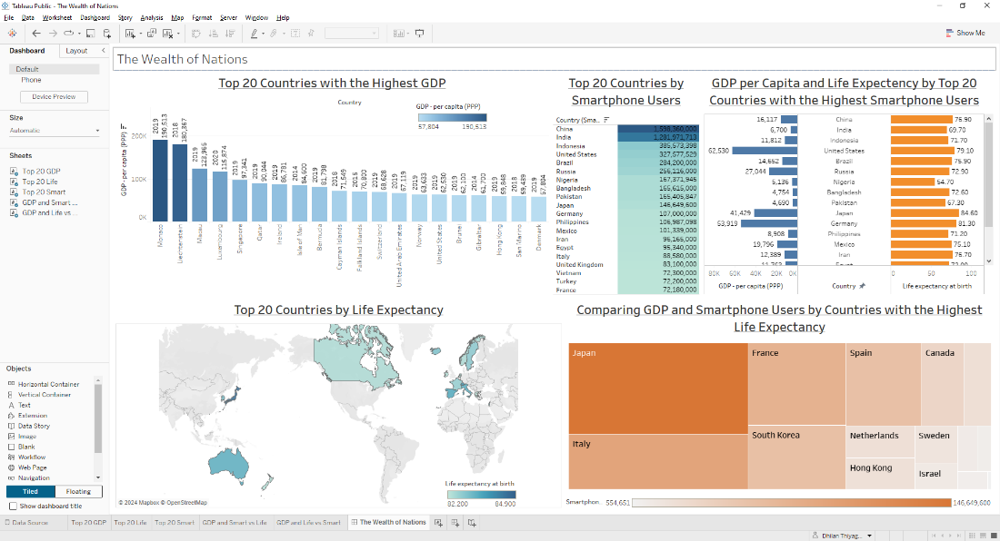 Tableau Public - The Wealth of Nations
File Data Worksheet Dashboard Story Analysis Map Format Server Window Help
Show Me
Dashboard Layout
Default
Phone
Device Preview
Size
Automatic
Sheets
Top 20 GDP
Top 20 Life
Top 20 Smart
GDP and Smart ...
GDP and Life vs ...
Objects
Horizontal Container
Vertical Container
Text
Extension
Data Story
Image
Blank
Workflow
Web Page
Navigation
Tiled Floating
Show dashboard title
The Wealth of Nations
Top 20 Countries with the Highest GDP
Country
GDP - per capita (PPP)
57,804 190,513
GDP - per capita (PPP)
200K
100K
0K
2019 190,513
2018 180,367
2019 123,965
2020 115,874
2019 97,341
2019 90,044
2019 86,781
2014 84,600
2019 81,798
2018 71,549
2015 70,800
2019 68,628
2019 67,119
2019 63,633
2019 62,530
2019 62,100
2014 61,700
2019 59,848
2018 59,439
2019 57,804
Monaco
Liechtenstein
Macau
Luxembourg
Singapore
Qatar
Ireland
Isle of Man
Bermuda
Cayman Islands
Falkland Islands
Switzerland
United Arab Emirates
Norway
United States
Brunei
Gibraltar
Hong Kong
San Marino
Denmark
Top 20 Countries by
Smartphone Users
Country (Sma...
China 1,598,360,000
India 1,281,971,713
Indonesia 385,573,398
United States 327,577,529
Brazil 284,200,000
Russia 256,116,000
Nigeria 167,371,945
Bangladesh 165,615,000
Pakistan 165,405,847
Japan 146,649,600
Germany 107,000,000
Philippines 106,987,098
Mexico 101,339,000
Iran 96,165,000
Egypt 95,340,000
Italy 88,580,000
United Kingdom 83,100,000
Vietnam 72,300,000
Turkey 72,200,000
France 72,180,000
GDP per Capita and Life Expectency by Top 20
Countries with the Highest Smartphone Users
16,117 China 76.90
6,700 India 69.70
11,812 Indonesia 71.70
62,530 United States 79.10
14,652 Brazil 75.90
27,044 Russia 72.90
5,136 Nigeria 54.70
4,754 Bangladesh 72.60
4,690 Pakistan 67.30
41,429 Japan 84.60
53,919 Germany 81.30
8,908 Philippines 71.20
19,796 Mexico 75.10
12,389 Iran 76.70
11,763 Egypt 72.00
80K 60K 40K 20K 0K 0 50 100
GDP - per capita (PPP) Country Life expectancy at birth
Top 20 Countries by Life Expectancy
Life expectancy at birth
82.200 84.900
© 2024 Mapbox © OpenStreetMap
Comparing GDP and Smartphone Users by Countries with the Highest
Life Expectancy
Japan
France
Spain
Canada
Italy
South Korea
Netherlands
Sweden
Hong Kong
Israel
Smartphon.. 554,651 146,649,600
Data Source Top 20 GDP Top 20 Life Top 20 Smart GDP and Smart vs Life GDP and Life vs Smart The Wealth of Nations
Dhilan Thiyag...